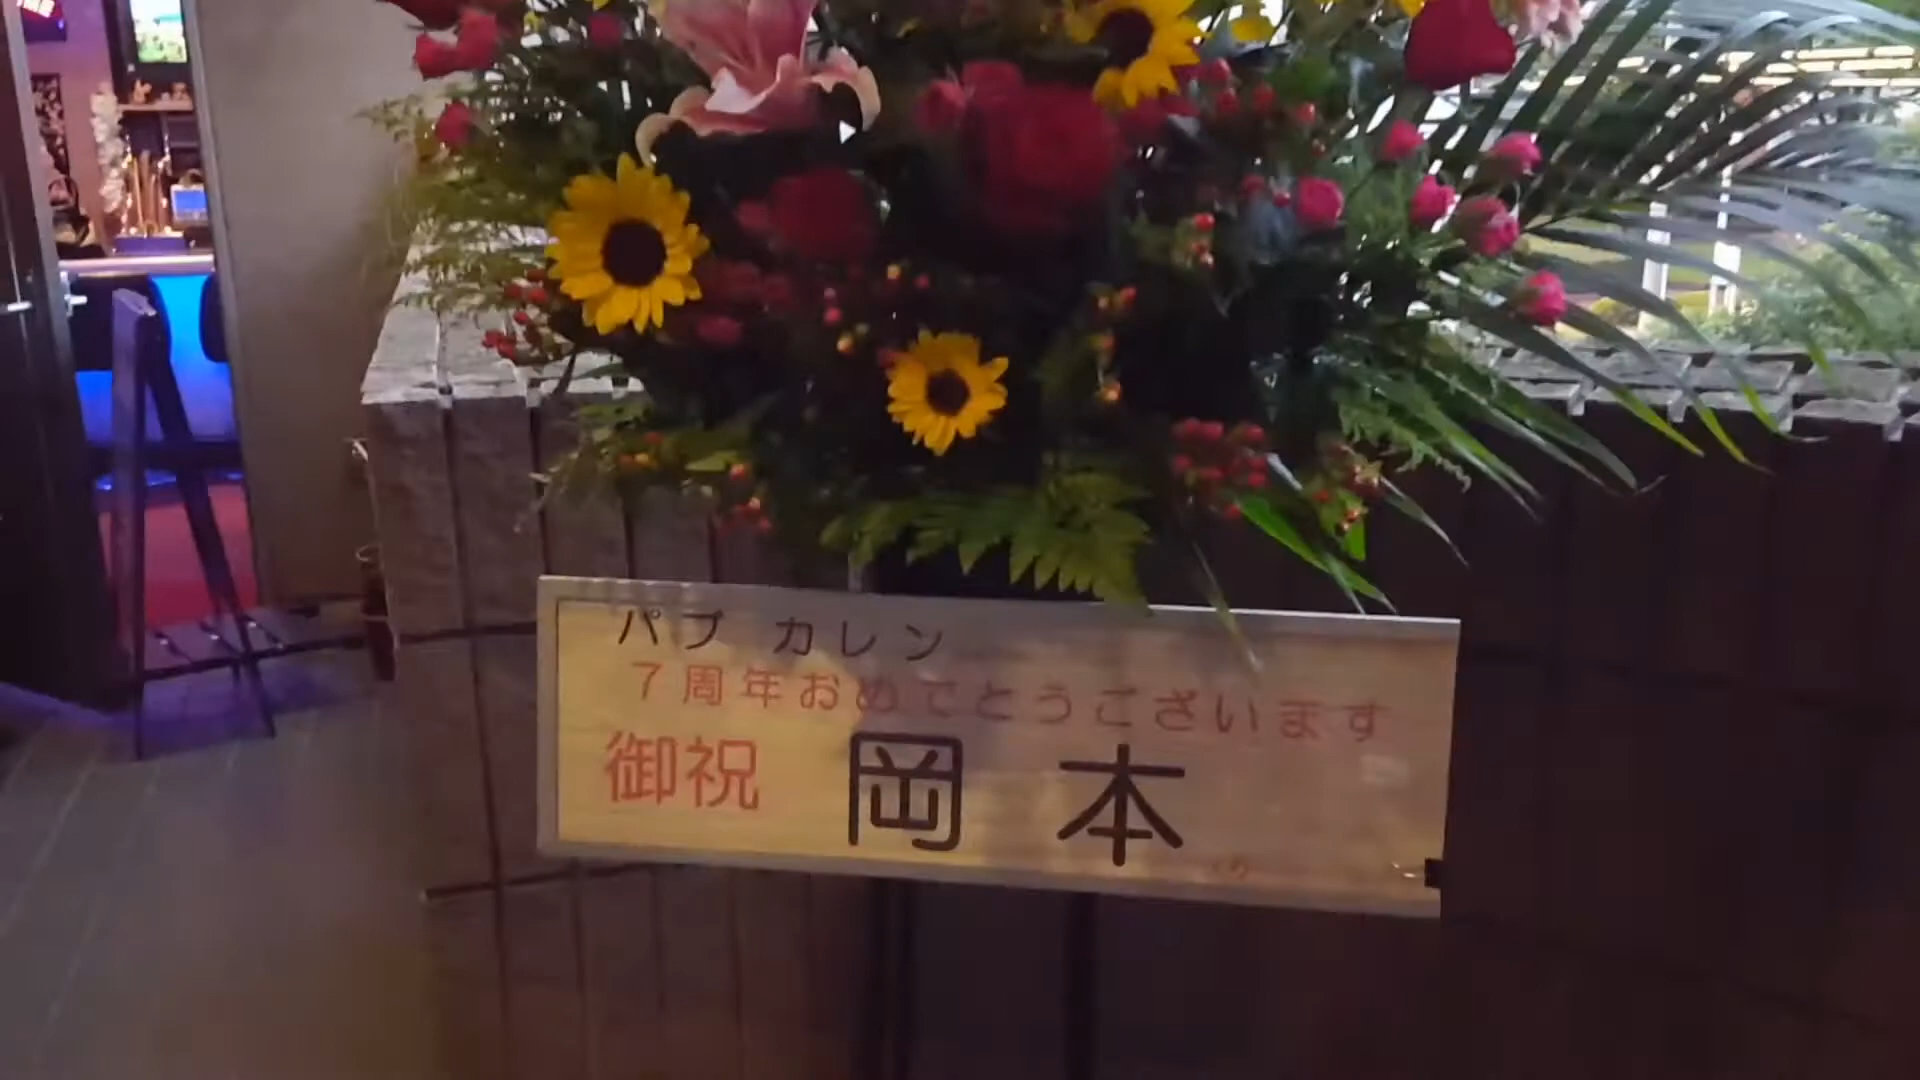 パブ カレン
7周年おめでとうございます
御祝 岡本